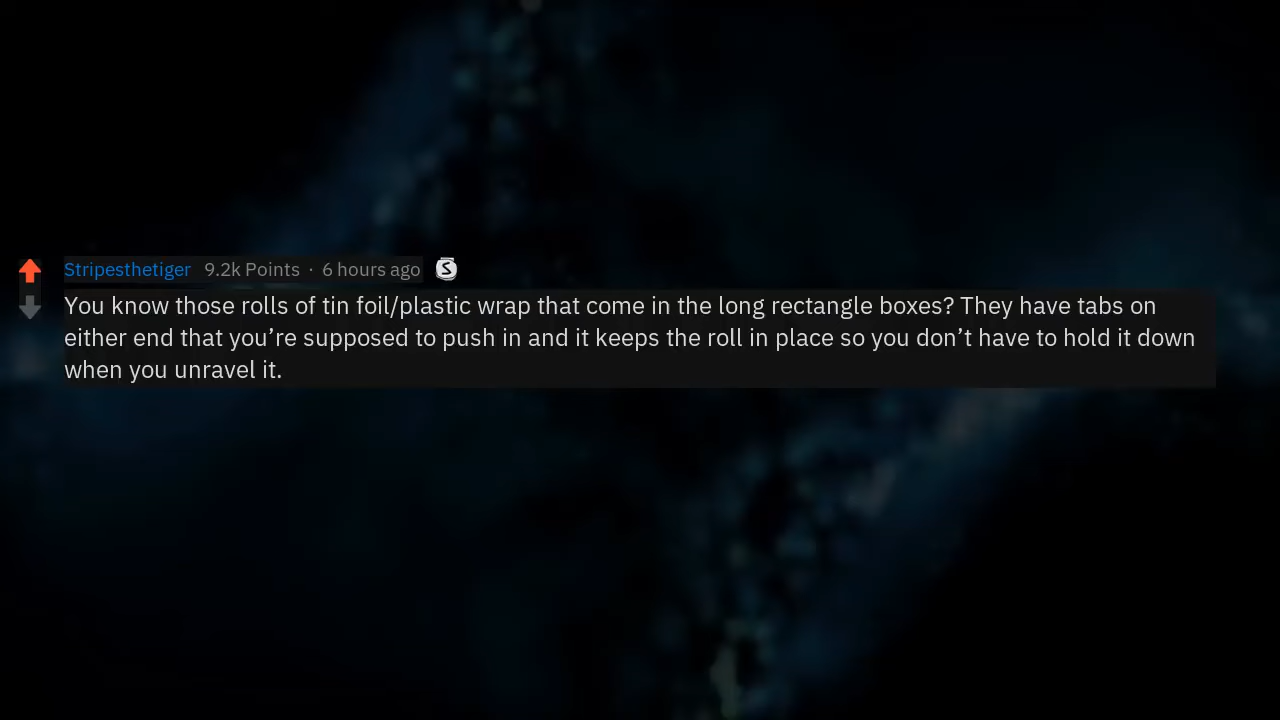 Stripesthetiger 9.2k Points · 6 hours ago S
You know those rolls of tin foil/plastic wrap that come in the long rectangle boxes? They have tabs on
either end that you’re supposed to push in and it keeps the roll in place so you don’t have to hold it down
when you unravel it.